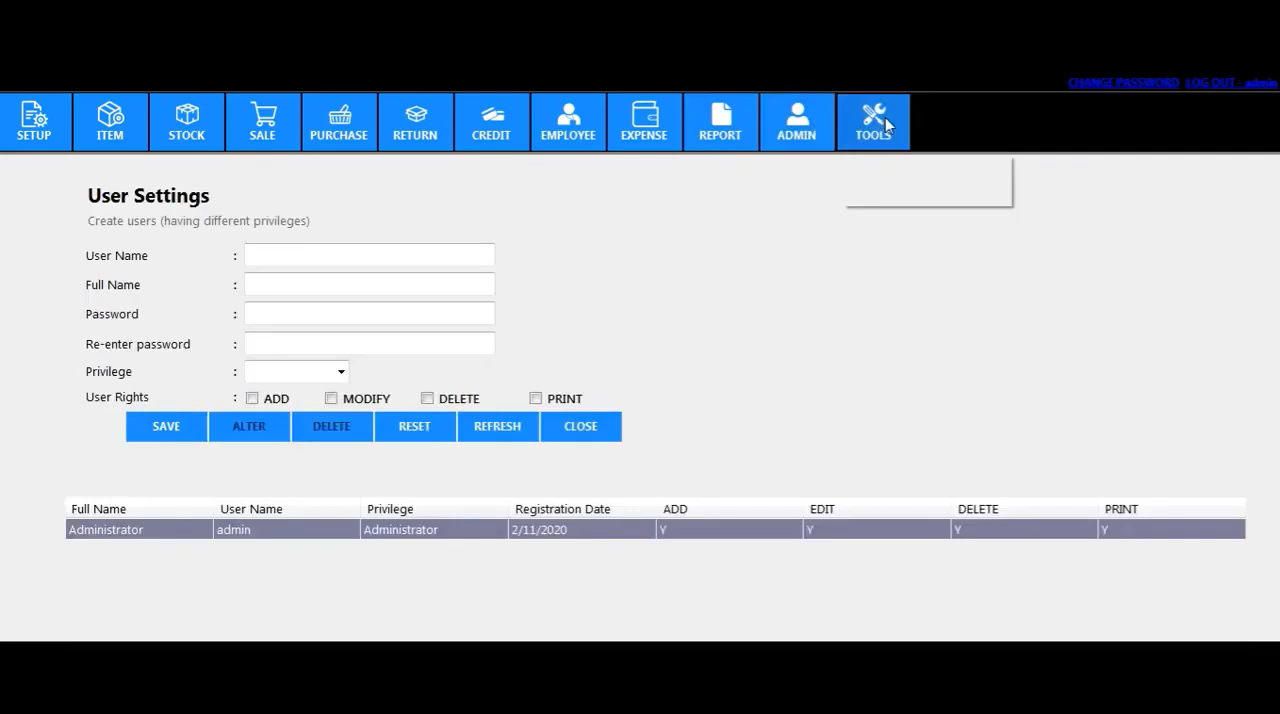 CHANGE PASSWORD LOG OUT - admin
SETUP ITEM STOCK SALE PURCHASE RETURN CREDIT EMPLOYEE EXPENSE REPORT ADMIN TOOLS
User Settings
Create users (having different privileges)
User Name :
Full Name :
Password :
Re-enter password :
Privilege :
User Rights : ADD MODIFY DELETE PRINT
SAVE ALTER DELETE RESET REFRESH CLOSE
Full Name User Name Privilege Registration Date ADD EDIT DELETE PRINT
Administrator admin Administrator 2/11/2020 Y Y Y Y